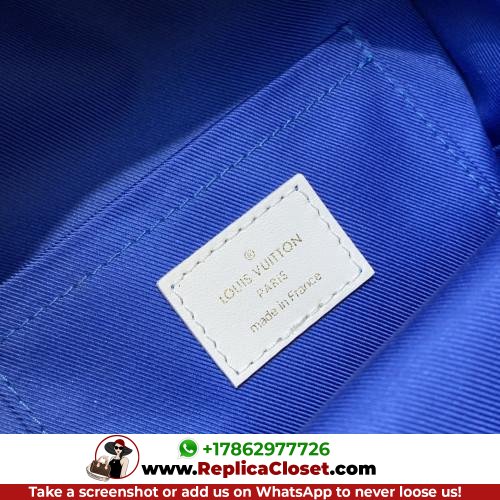 ®
LOUIS VUITTON
PARIS
made in France
+17862977726
www.ReplicaCloset.com
Take a screenshot or add us on WhatsApp to never loose us!